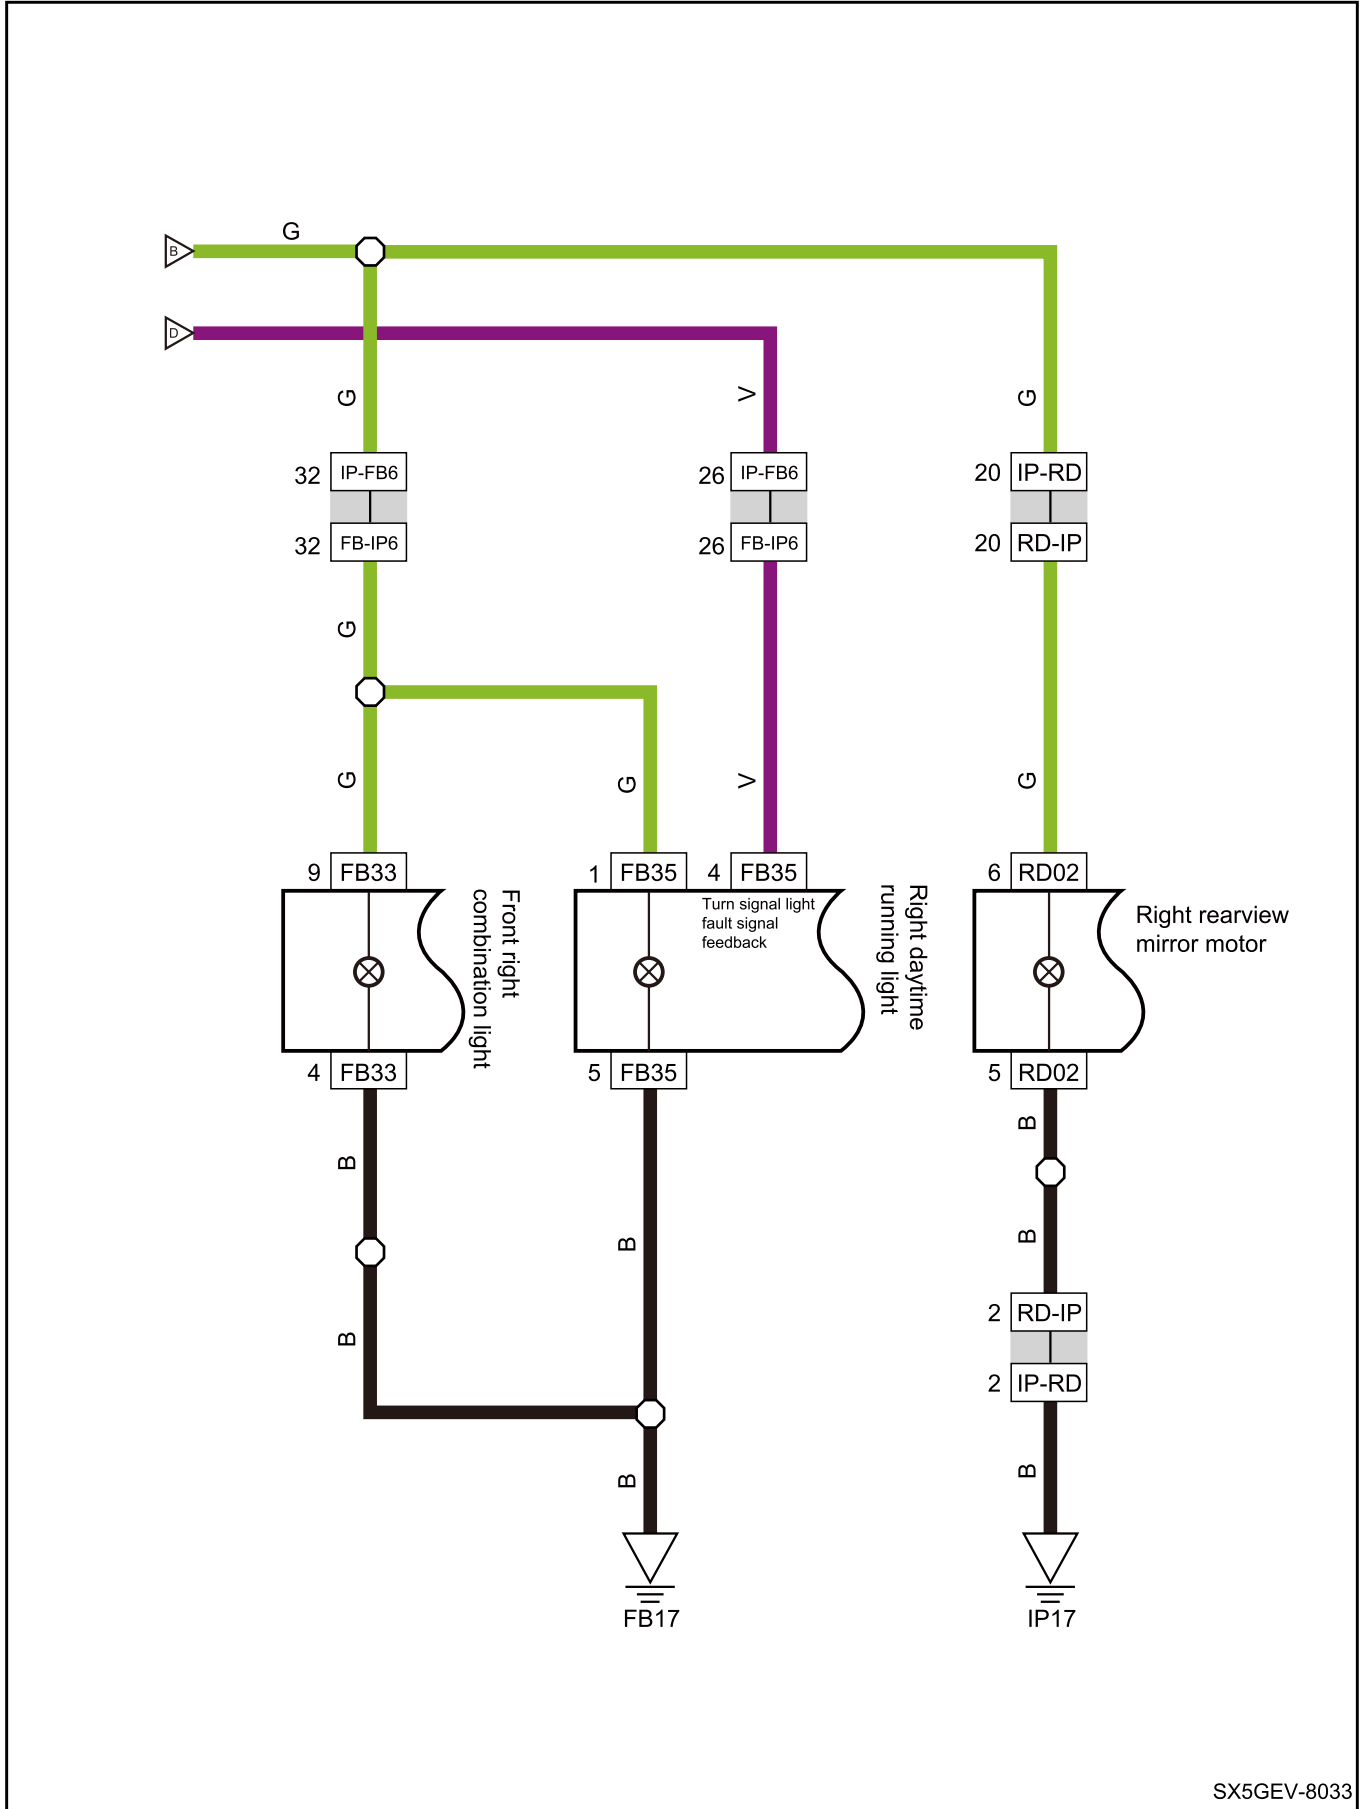 G
B
D
G
V
G
32 IP-FB6
26 IP-FB6
20 IP-RD
32 FB-IP6
26 FB-IP6
20 RD-IP
G
G
G
V
G
9 FB33
1 FB35
4 FB35
6 RD02
Front right
combination light
Turn signal light
fault signal
feedback
Right daytime
running light
Right rearview
mirror motor
4 FB33
5 FB35
5 RD02
B
B
B
B
2 RD-IP
B
2 IP-RD
B
B
FB17
IP17
SX5GEV-8033